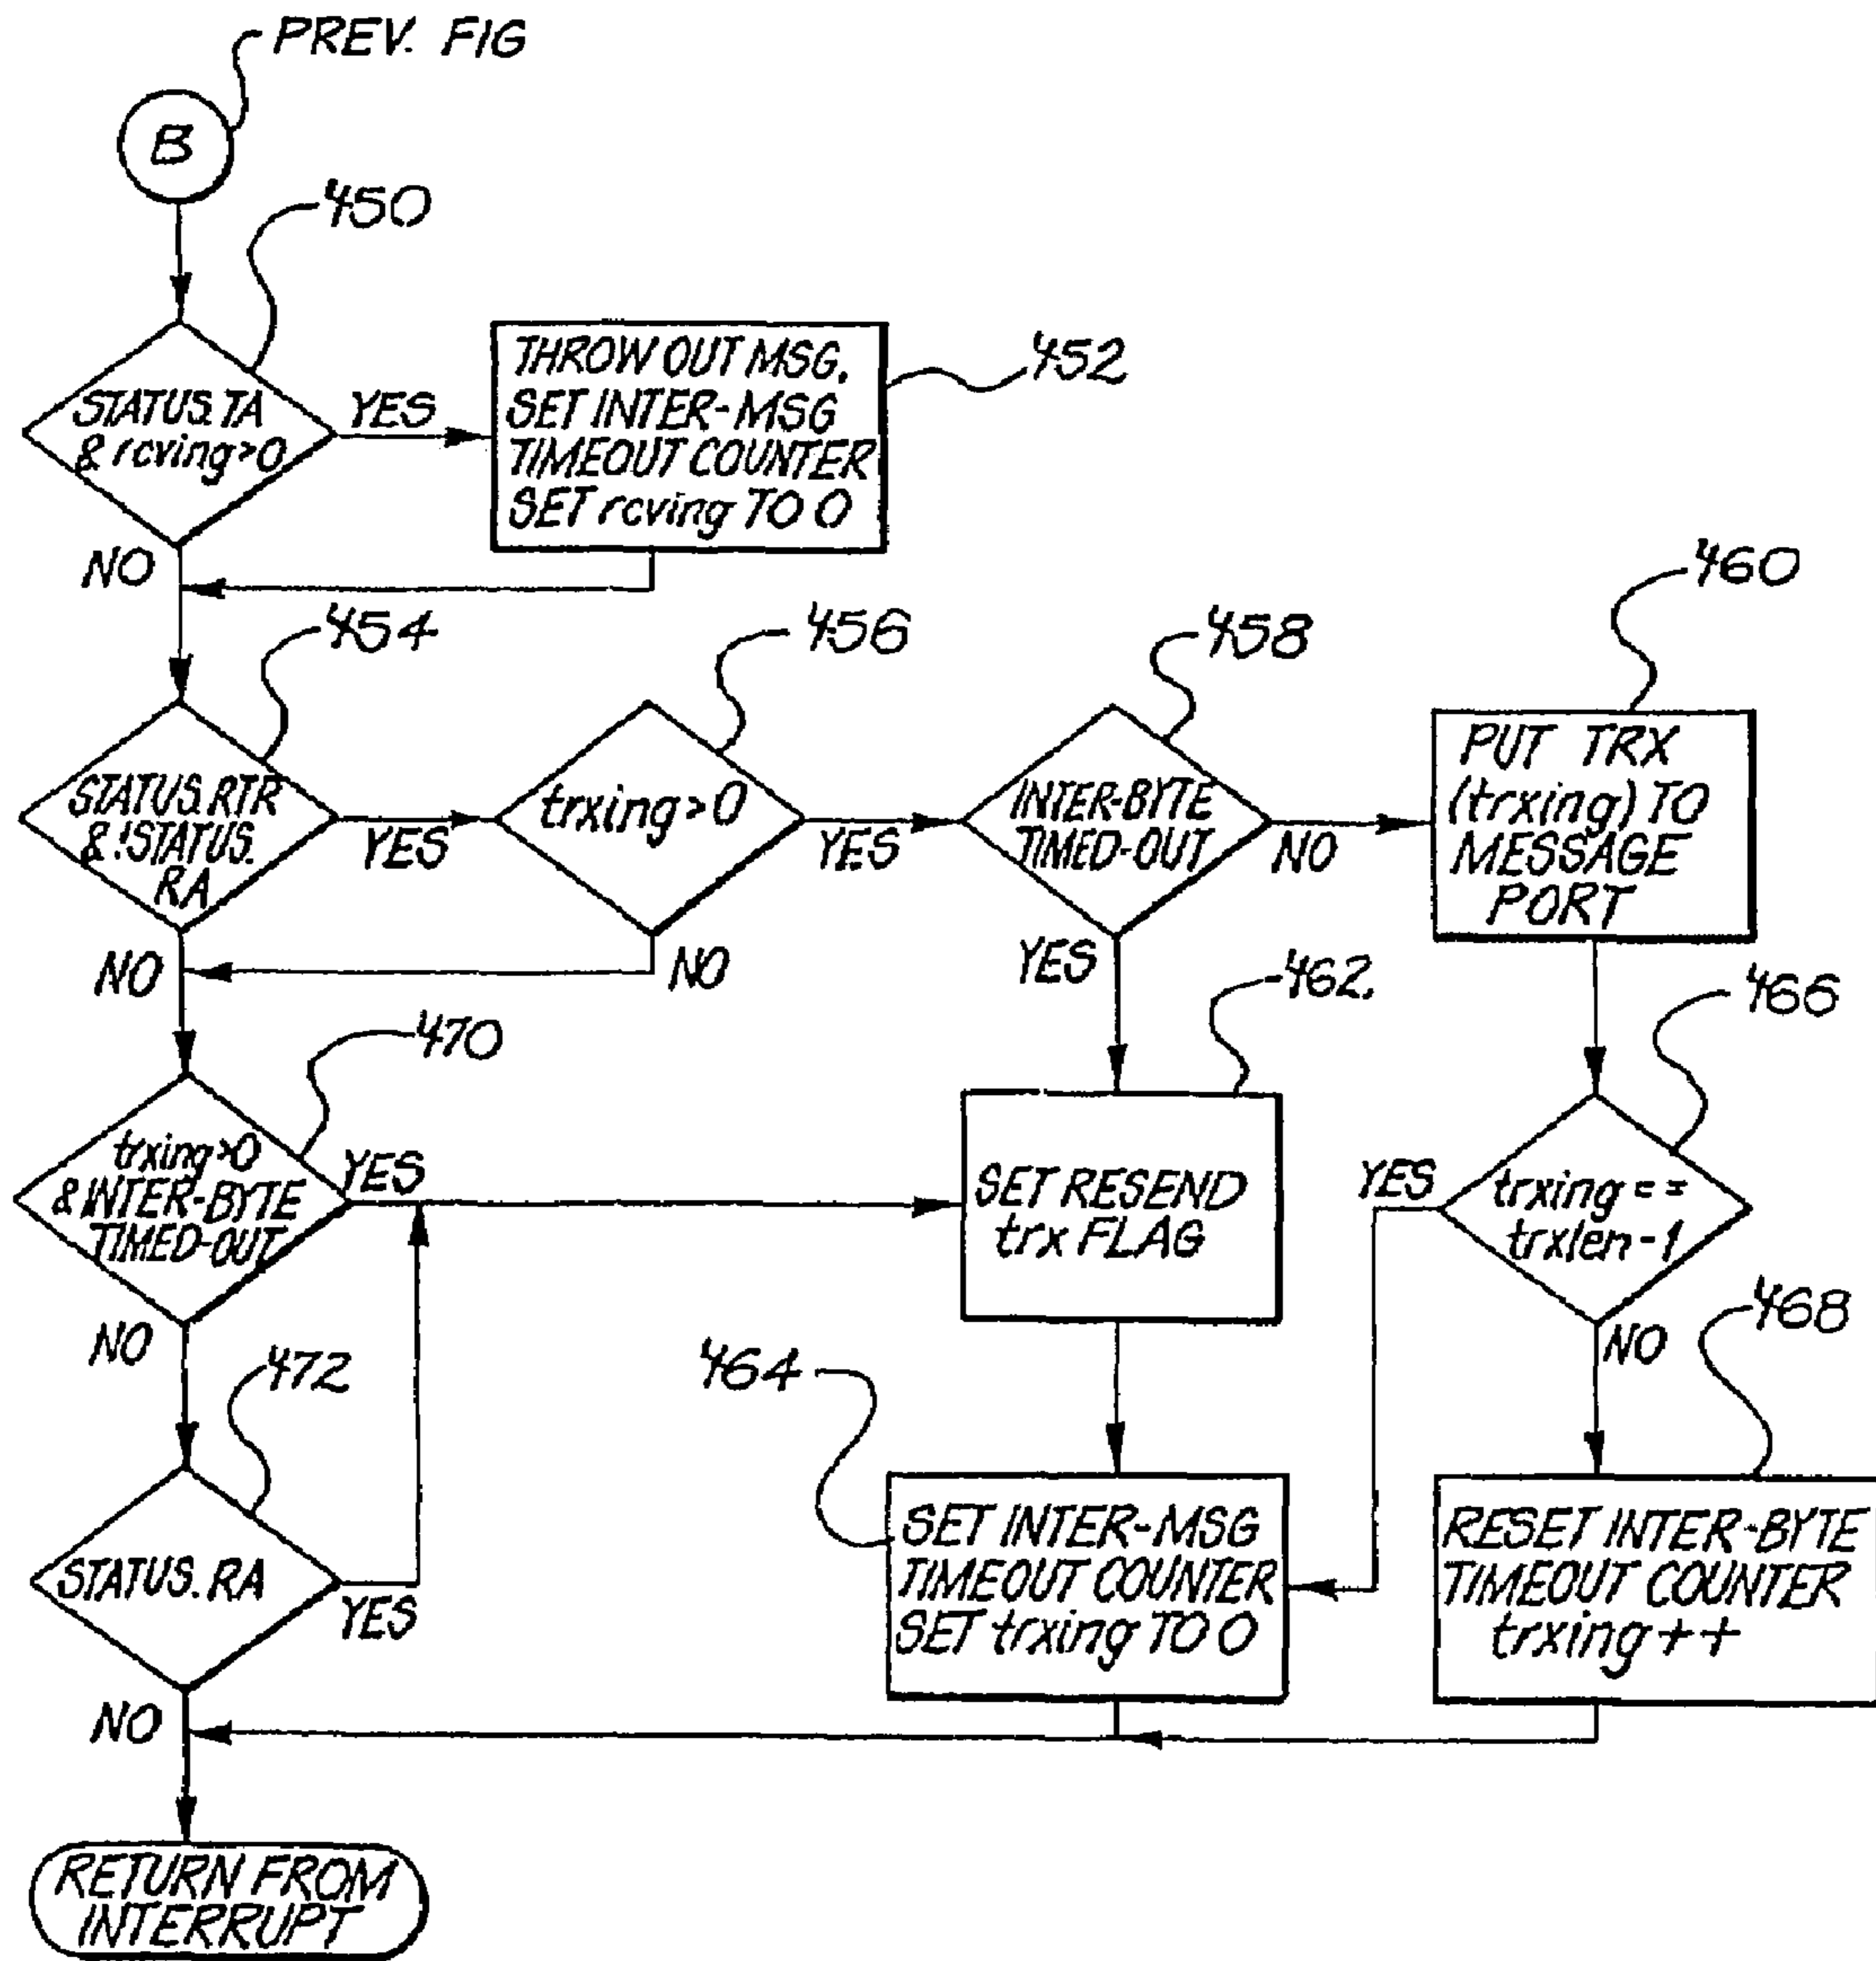 PREV. FIG
B
450
STATUS.TA
& rcving>0
YES
NO
THROW OUT MSG.
SET INTER-MSG
TIMEOUT COUNTER
SET rcving TO 0
452
454
STATUS.RTR
& !STATUS.
RA
YES
NO
456
trxing>0
YES
NO
458
INTER-BYTE
TIMED-OUT
NO
YES
460
PUT TRX
(trxing) TO
MESSAGE
PORT
462.
SET RESEND
trx FLAG
466
trxing==
trxlen-1
YES
NO
470
trxing>0
& INTER-BYTE
TIMED-OUT
YES
NO
472
STATUS.RA
YES
NO
464
SET INTER-MSG
TIMEOUT COUNTER
SET trxing TO 0
468
RESET INTER-BYTE
TIMEOUT COUNTER
trxing++
RETURN FROM
INTERRUPT